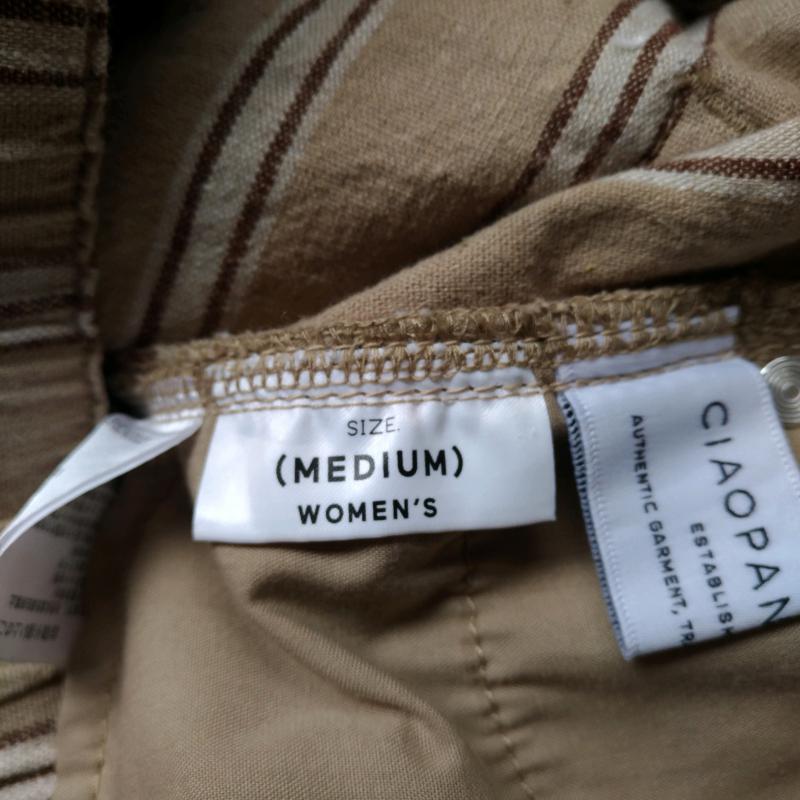 SIZE.
(MEDIUM)
WOMEN'S
CIAOPAN
ESTABLISH
AUTHENTIC GARMENT, TR